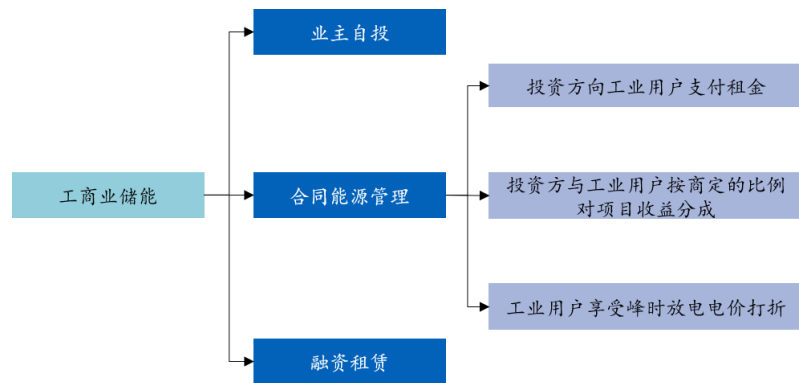 工商业储能
业主自投
合同能源管理
融资租赁
投资方向工业用户支付租金
投资方与工业用户按商定的比例
对项目收益分成
工业用户享受峰时放电电价打折